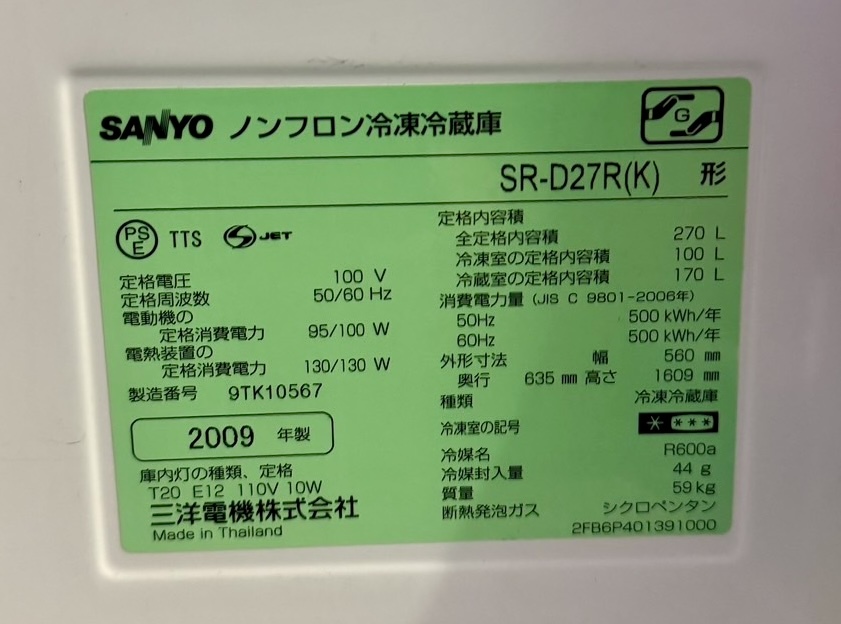 SANYO ノンフロン冷凍冷蔵庫
G
SR-D27R(K) 形
PS E TTS S JET
定格電圧 100 V
定格周波数 50/60 Hz
電動機の
定格消費電力 95/100 W
電熱装置の
定格消費電力 130/130 W
製造番号 9TK10567
2009 年製
庫内灯の種類、定格
T20 E12 110V 10W
三洋電機株式会社
Made in Thailand
定格内容積
全定格内容積 270 L
冷凍室の定格内容積 100 L
冷蔵室の定格内容積 170 L
消費電力量 (JIS C 9801-2006年)
50Hz 500 kWh/年
60Hz 500 kWh/年
外形寸法 幅 560 mm
奥行 635 mm 高さ 1609 mm
種類 冷凍冷蔵庫
冷凍室の記号 * ***
冷媒名 R600a
冷媒封入量 44 g
質量 59kg
断熱発泡ガス シクロペンタン
2FB6P401391000